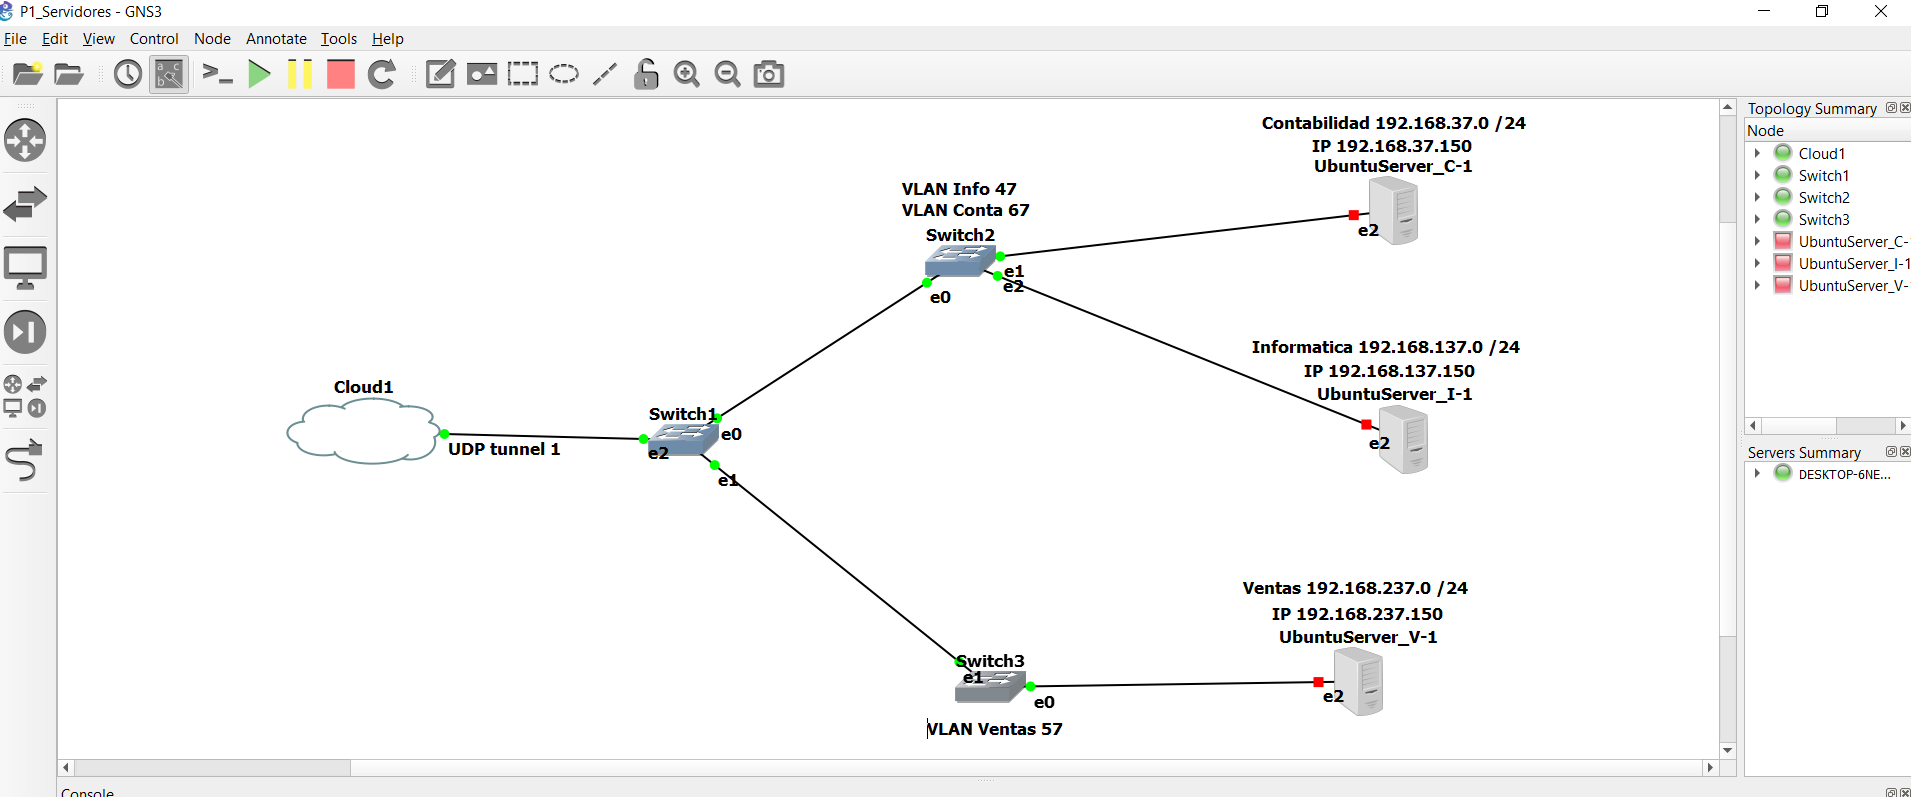 P1_Servidores - GNS3
File Edit View Control Node Annotate Tools Help
Contabilidad 192.168.37.0 /24
IP 192.168.37.150
UbuntuServer_C-1
e2
VLAN Info 47
VLAN Conta 67
Switch2
e1
e2
e0
Informatica 192.168.137.0 /24
IP 192.168.137.150
UbuntuServer_I-1
e2
Cloud1
UDP tunnel 1
Switch1
e0
e2
e1
Ventas 192.168.237.0 /24
IP 192.168.237.150
UbuntuServer_V-1
e2
Switch3
e1
e0
VLAN Ventas 57
Topology Summary
Node
Cloud1
Switch1
Switch2
Switch3
UbuntuServer_C-
UbuntuServer_I-1
UbuntuServer_V-
Servers Summary
DESKTOP-6NE...
Console